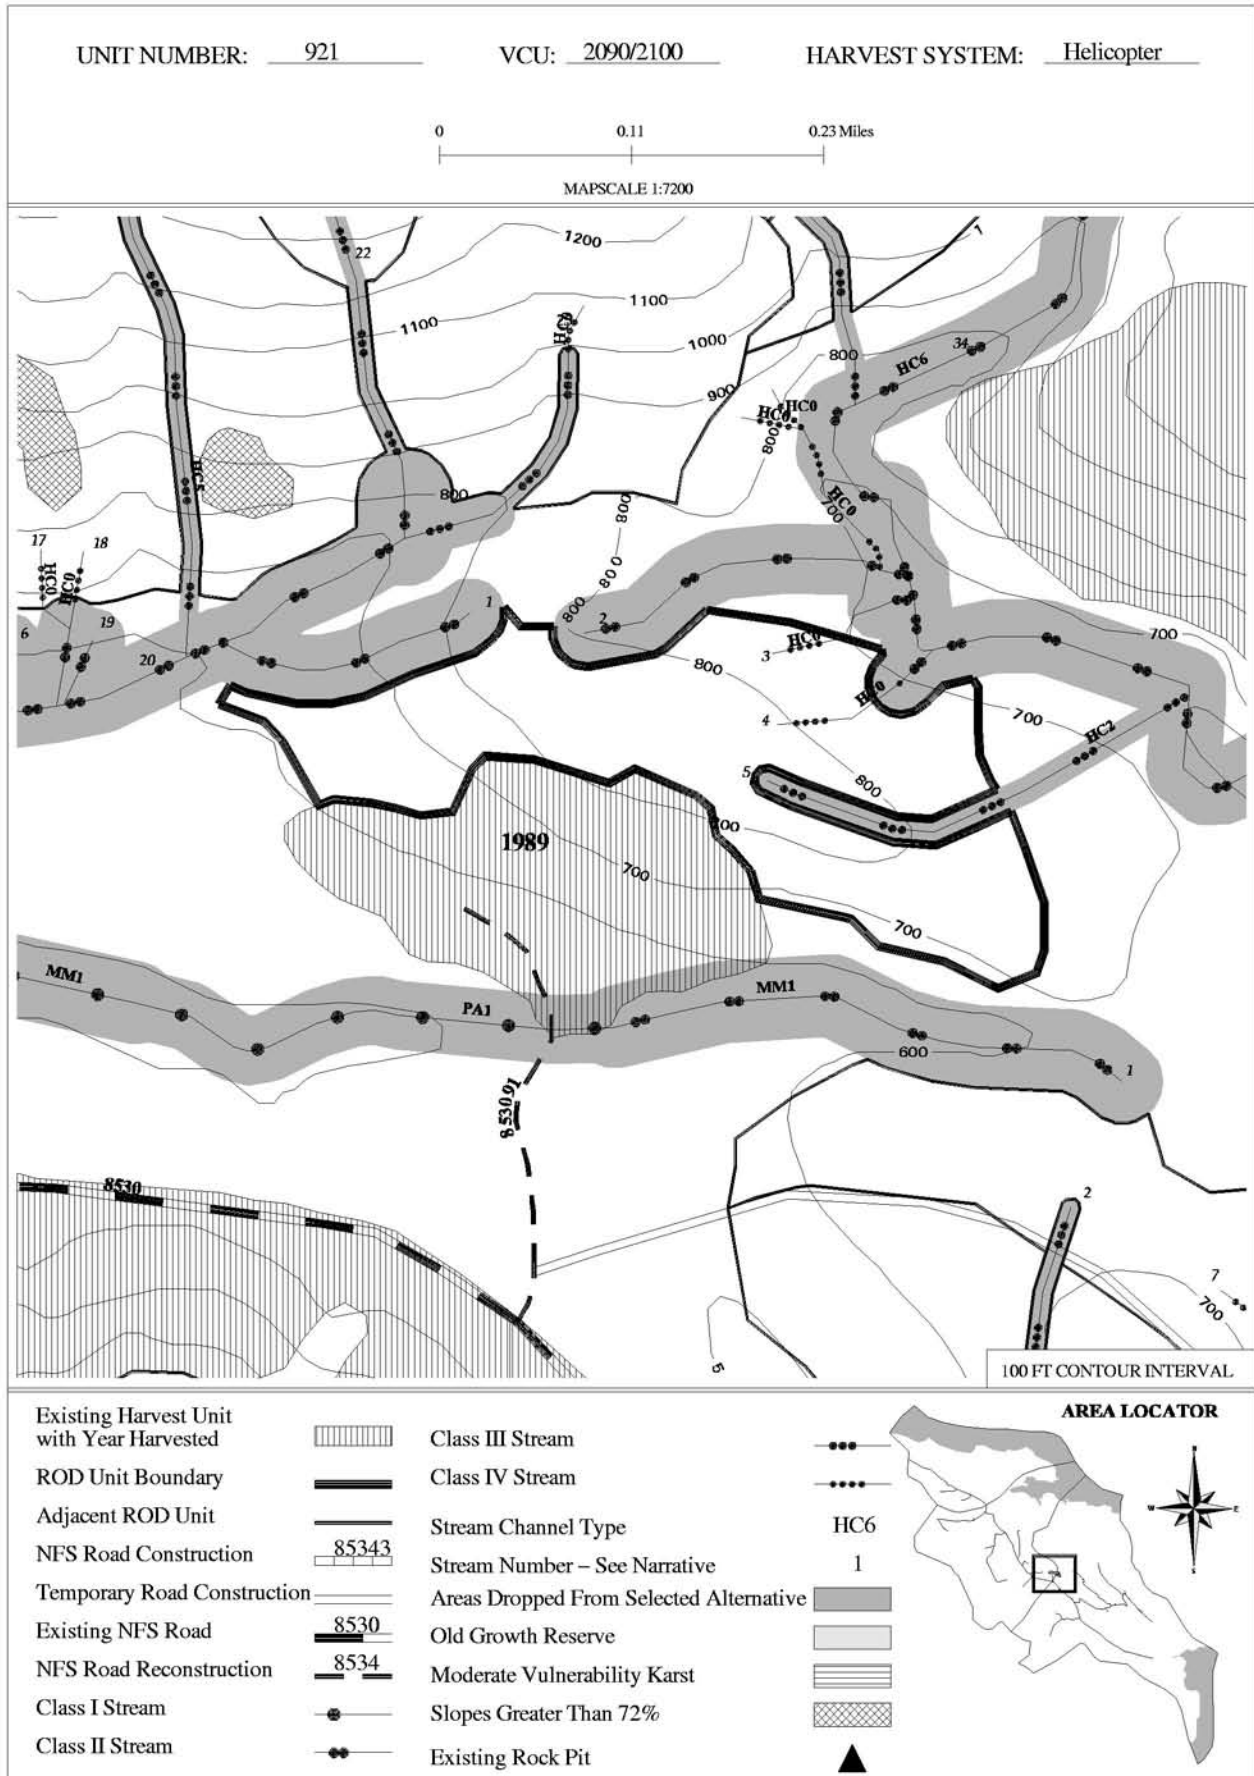 UNIT NUMBER: 921 VCU: 2090/2100 HARVEST SYSTEM: Helicopter
0 0.11 0.23 Miles
MAPSCALE 1:7200
1200
22
1
1100
HC0
1100
1000
800
34
HC6
900
HC0
HC0
800
HC5
800
HC0
700
800
17
18
HC0
HC0
800
800
6
19
1
2
20
3
HC0
700
800
HC0
4
700
HC2
5
800
1989
800
700
700
MM1
PA1
MM1
600
1
8530
2
7
700
5
100 FT CONTOUR INTERVAL
Existing Harvest Unit
with Year Harvested
ROD Unit Boundary
Adjacent ROD Unit
NFS Road Construction 85343
Temporary Road Construction
Existing NFS Road 8530
NFS Road Reconstruction 8534
Class I Stream
Class II Stream
Class III Stream
Class IV Stream
Stream Channel Type HC6
Stream Number – See Narrative 1
Areas Dropped From Selected Alternative
Old Growth Reserve
Moderate Vulnerability Karst
Slopes Greater Than 72%
Existing Rock Pit
AREA LOCATOR
N
W E
S